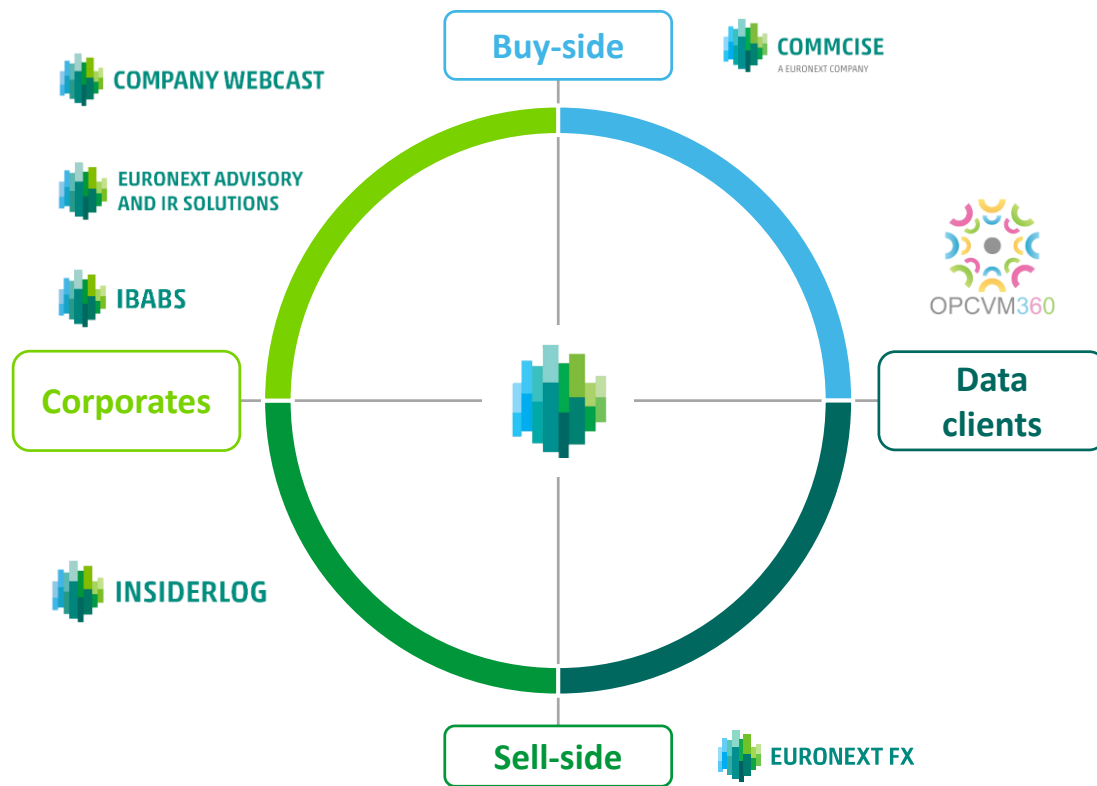 Buy-side
COMMCISE
A EURONEXT COMPANY
COMPANY WEBCAST
EURONEXT ADVISORY
AND IR SOLUTIONS
OPCVM360
IBABS
Corporates
Data
clients
INSIDERLOG
Sell-side
EURONEXT FX